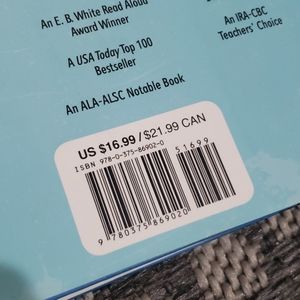 An E. B. White Read Aloud
Award Winner
An IRA-CBC
Teachers' Choice
A USA Today Top 100
Bestseller
An ALA-ALSC Notable Book
US $16.99 / $21.99 CAN
ISBN 978-0-375-86902-0
51699
9 780375 869020